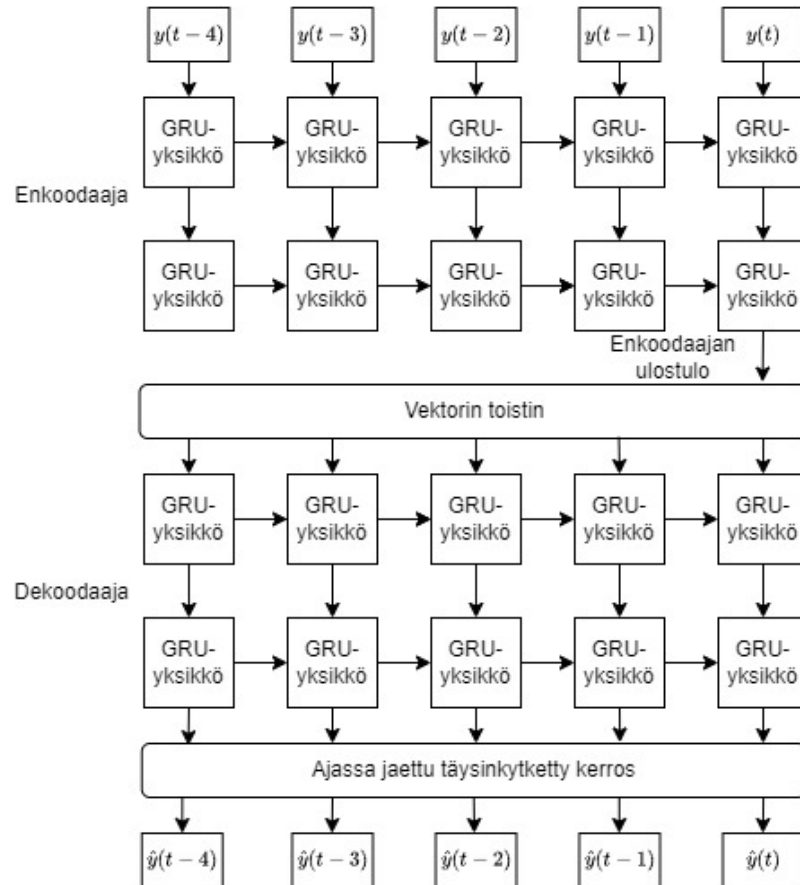 y(t − 4) y(t − 3) y(t − 2) y(t − 1) y(t)
GRU- GRU- GRU- GRU- GRU-
yksikkö yksikkö yksikkö yksikkö yksikkö
Enkoodaaja
GRU- GRU- GRU- GRU- GRU-
yksikkö yksikkö yksikkö yksikkö yksikkö
Enkoodaajan
ulostulo
Vektorin toistin
GRU- GRU- GRU- GRU- GRU-
yksikkö yksikkö yksikkö yksikkö yksikkö
Dekoodaaja
GRU- GRU- GRU- GRU- GRU-
yksikkö yksikkö yksikkö yksikkö yksikkö
Ajassa jaettu täysinkytketty kerros
ŷ(t − 4) ŷ(t − 3) ŷ(t − 2) ŷ(t − 1) ŷ(t)